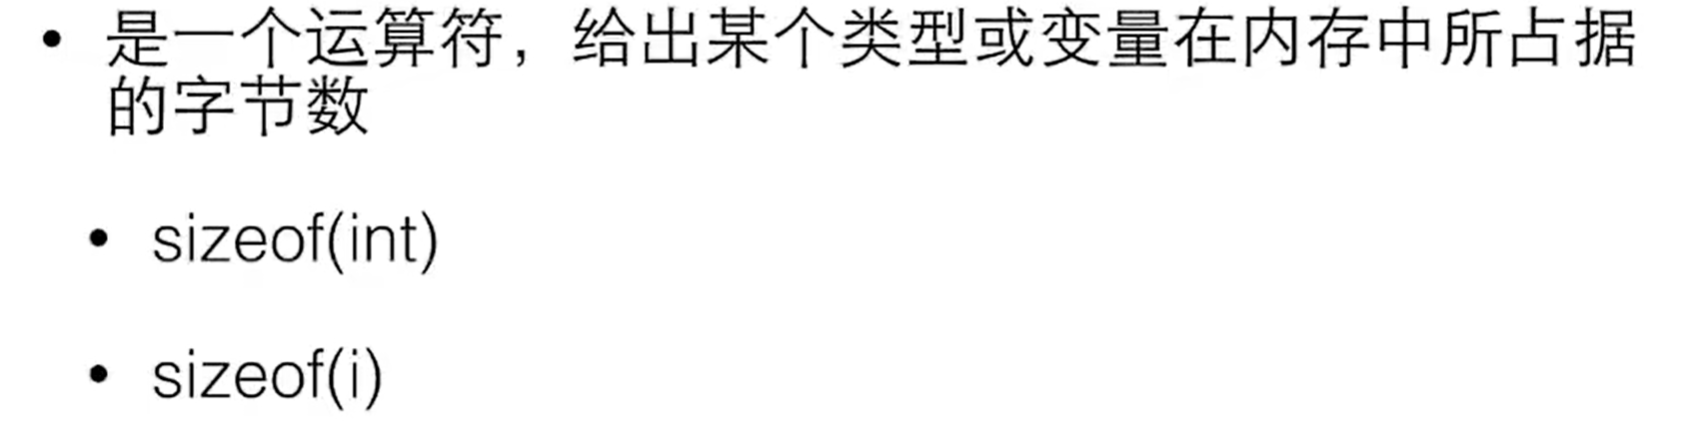 • 是一个运算符，给出某个类型或变量在内存中所占据
的字节数
• sizeof(int)
• sizeof(i)